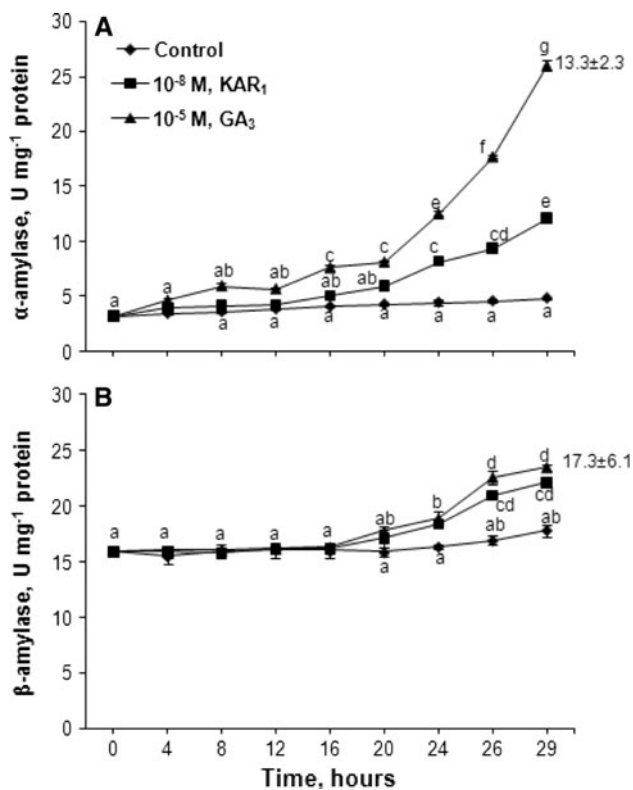 A
30
25
20
15
10
5
0
α-amylase, U mg⁻¹ protein
Control
10⁻⁸ M, KAR₁
10⁻⁵ M, GA₃
g
13.3±2.3
f
e e
c c c cd
ab ab ab ab
a a
a a a a a a a a
B
30
25
20
15
10
5
0
β-amylase, U mg⁻¹ protein
d d 17.3±6.1
b cd cd
a a a a a ab ab ab
a a
0 4 8 12 16 20 24 26 29
Time, hours